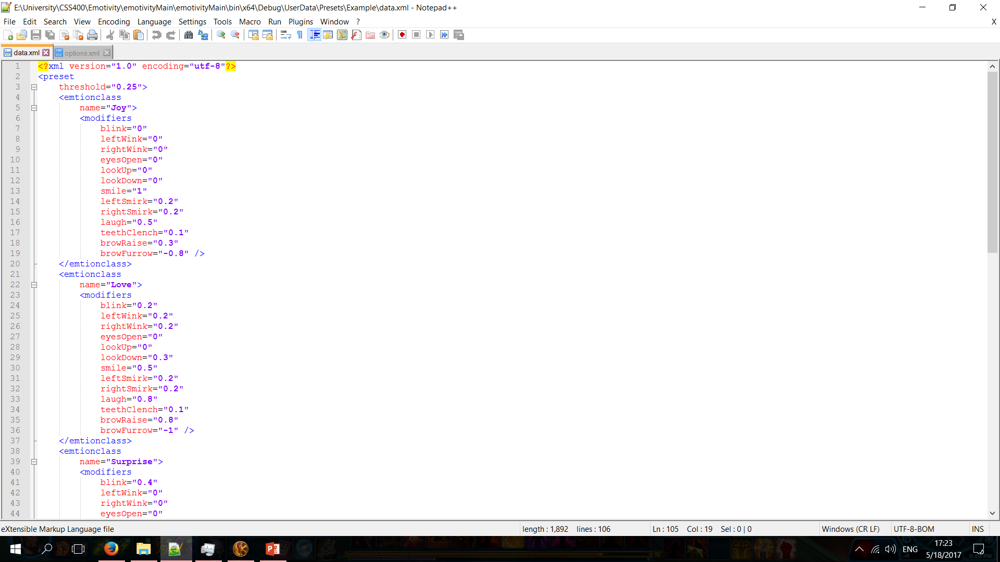 E:\University\CSS400\Emotivity\emotivityMain\emotivityMain\bin\x64\Debug\UserData\Presets\Example\data.xml - Notepad++
File Edit Search View Encoding Language Settings Tools Macro Run Plugins Window ? X
data.xml options.xml
1 <?xml version="1.0" encoding="utf-8"?>
2 <preset
3 threshold="0.25">
4 <emtionclass
5 name="Joy">
6 <modifiers
7 blink="0"
8 leftWink="0"
9 rightWink="0"
10 eyesOpen="0"
11 lookUp="0"
12 lookDown="0"
13 smile="1"
14 leftSmirk="0.2"
15 rightSmirk="0.2"
16 laugh="0.5"
17 teethClench="0.1"
18 browRaise="0.3"
19 browFurrow="-0.8" />
20 </emtionclass>
21 <emtionclass
22 name="Love">
23 <modifiers
24 blink="0.2"
25 leftWink="0.2"
26 rightWink="0.2"
27 eyesOpen="0"
28 lookUp="0"
29 lookDown="0.3"
30 smile="0.5"
31 leftSmirk="0.2"
32 rightSmirk="0.2"
33 laugh="0.8"
34 teethClench="0.1"
35 browRaise="0.8"
36 browFurrow="-1" />
37 </emtionclass>
38 <emtionclass
39 name="Surprise">
40 <modifiers
41 blink="0.4"
42 leftWink="0"
43 rightWink="0"
44 eyesOpen="0"
eXtensible Markup Language file length : 1,892 lines : 106 Ln : 105 Col : 19 Sel : 0 | 0 Windows (CR LF) UTF-8-BOM INS
ENG 17:23
5/18/2017